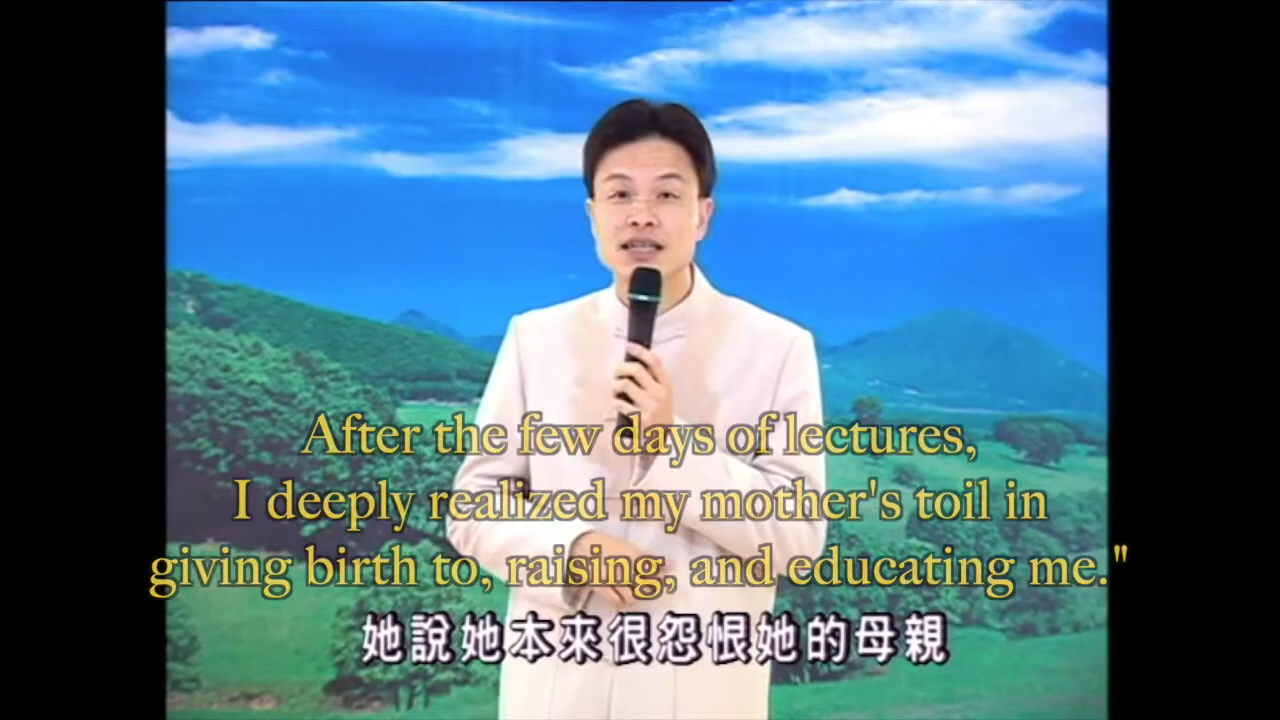 After the few days of lectures,
I deeply realized my mother's toil in
giving birth to, raising, and educating me."
她說她本來很怨恨她的母親